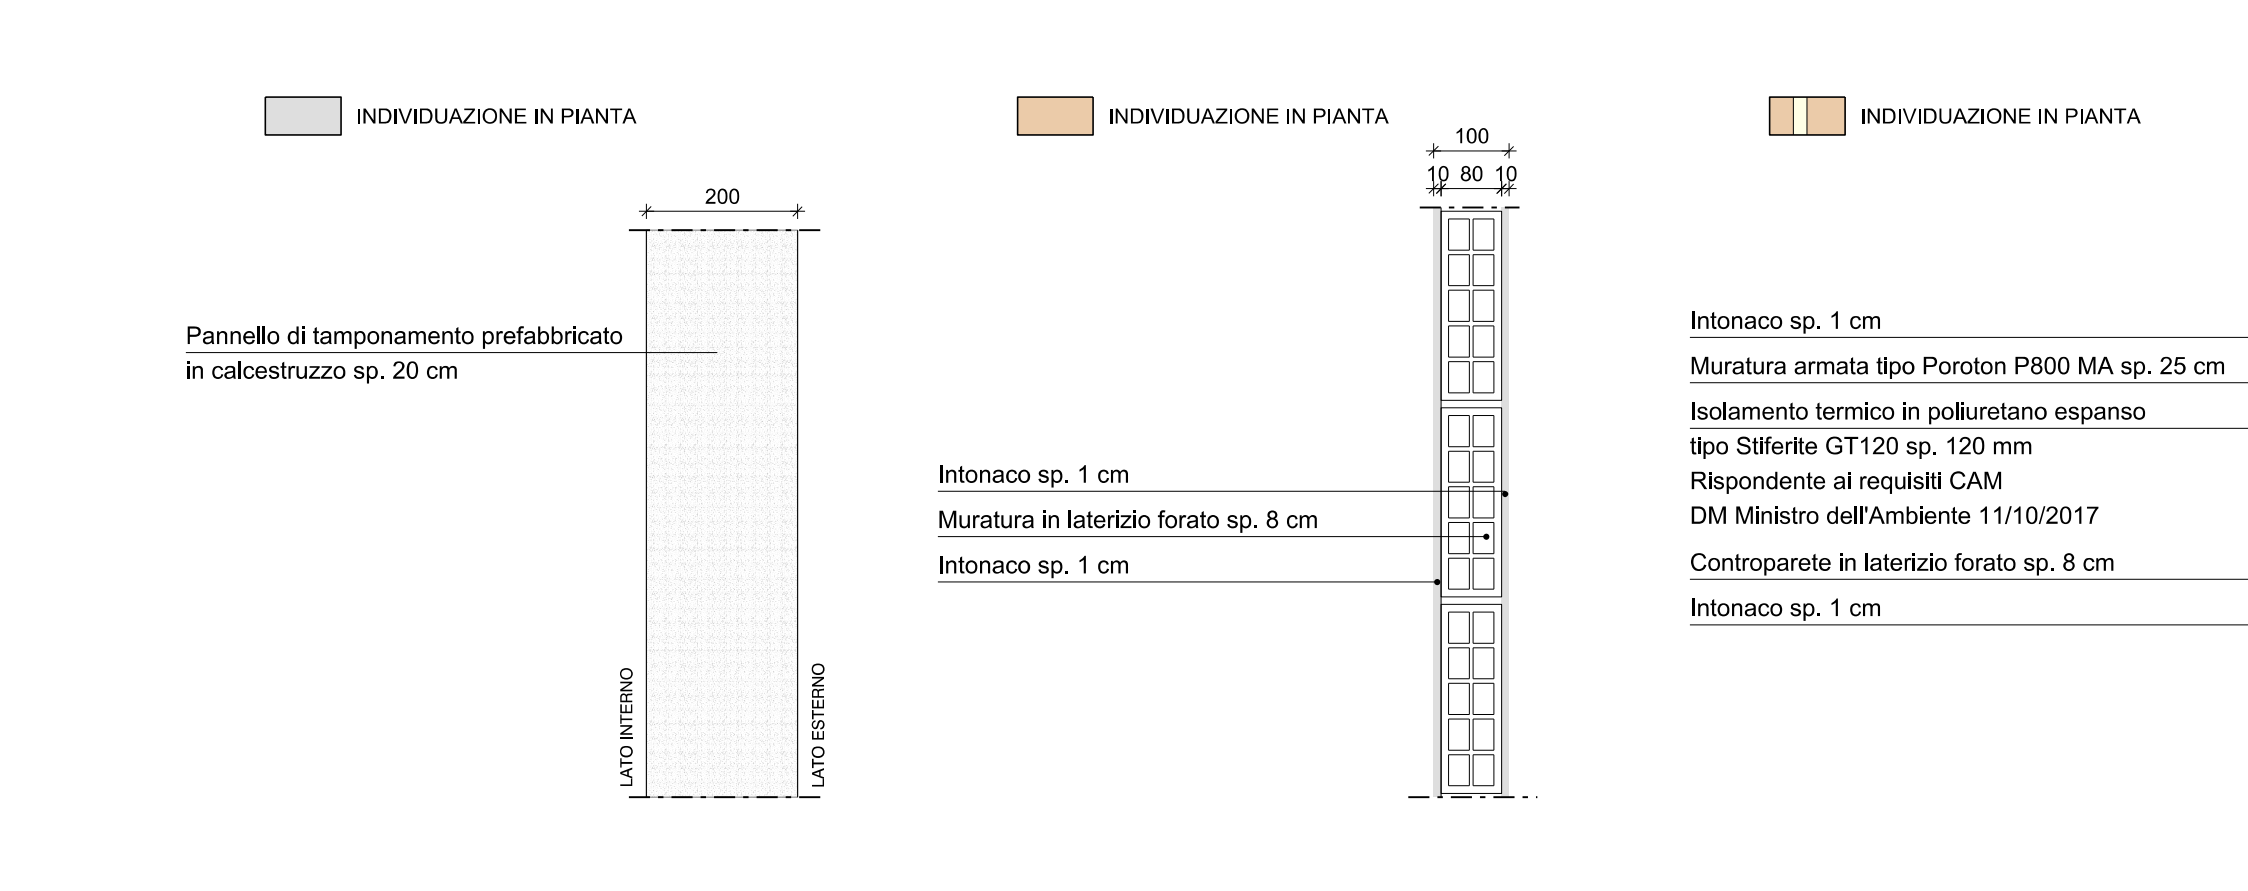 INDIVIDUAZIONE IN PIANTA
200
Pannello di tamponamento prefabbricato
in calcestruzzo sp. 20 cm
LATO INTERNO
LATO ESTERNO
INDIVIDUAZIONE IN PIANTA
100
10 80 10
Intonaco sp. 1 cm
Muratura in laterizio forato sp. 8 cm
Intonaco sp. 1 cm
INDIVIDUAZIONE IN PIANTA
Intonaco sp. 1 cm
Muratura armata tipo Poroton P800 MA sp. 25 cm
Isolamento termico in poliuretano espanso
tipo Stiferite GT120 sp. 120 mm
Rispondente ai requisiti CAM
DM Ministro dell'Ambiente 11/10/2017
Controparete in laterizio forato sp. 8 cm
Intonaco sp. 1 cm